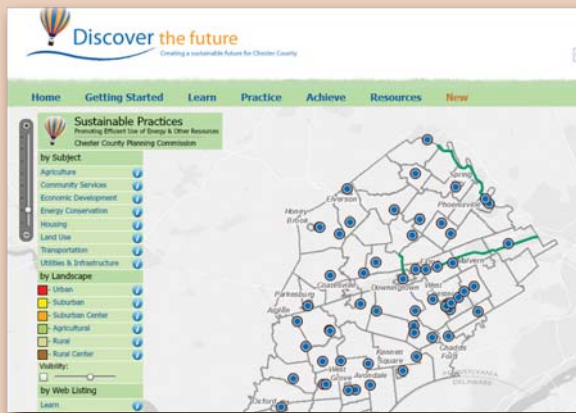 Discover the future
Creating a sustainable future for Chester County
Home Getting Started Learn Practice Achieve Resources New
Sustainable Practices
Promoting Efficient Use of Energy & Other Resources
Chester County Planning Commission
by Subject
Agriculture
Community Services
Economic Development
Energy Conservation
Housing
Land Use
Transportation
Utilities & Infrastructure
by Landscape
- Urban
- Suburban
- Suburban Center
- Agricultural
- Rural
- Rural Center
Visibility:
by Web Listing
Learn
Spring
Phoenixville
Elverson
Honey
Brook
Malvern
Coatesville
Downingtown
West
Parkesburg
Atglen
Chadds
Ford
Kennett
Square
West
Grove
Avondale
Oxford
PENNSYLVANIA
DELAWARE